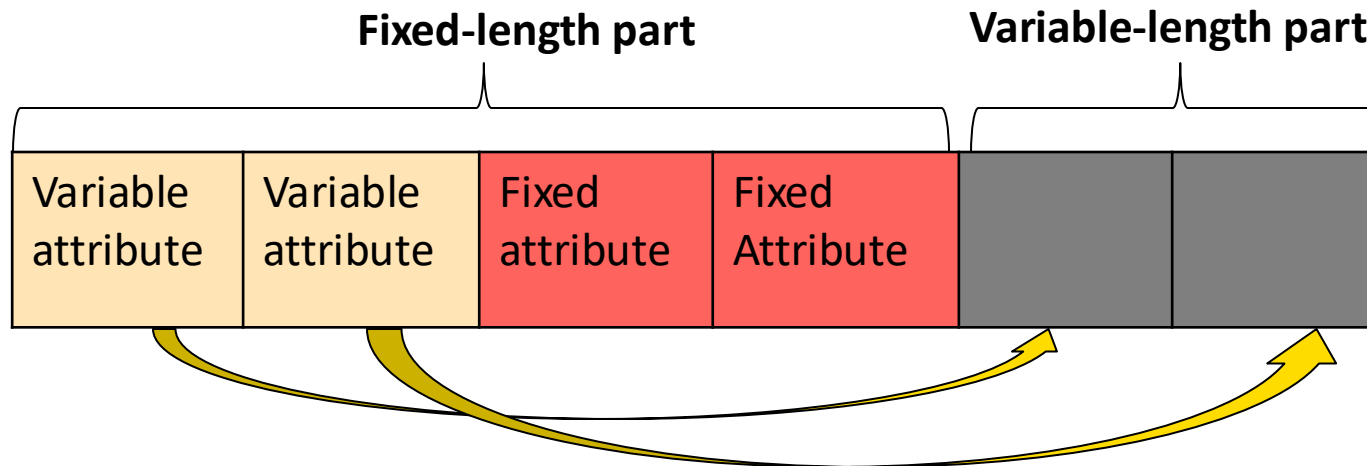 Fixed-length part
Variable-length part
Variable
attribute
Variable
attribute
Fixed
attribute
Fixed
Attribute